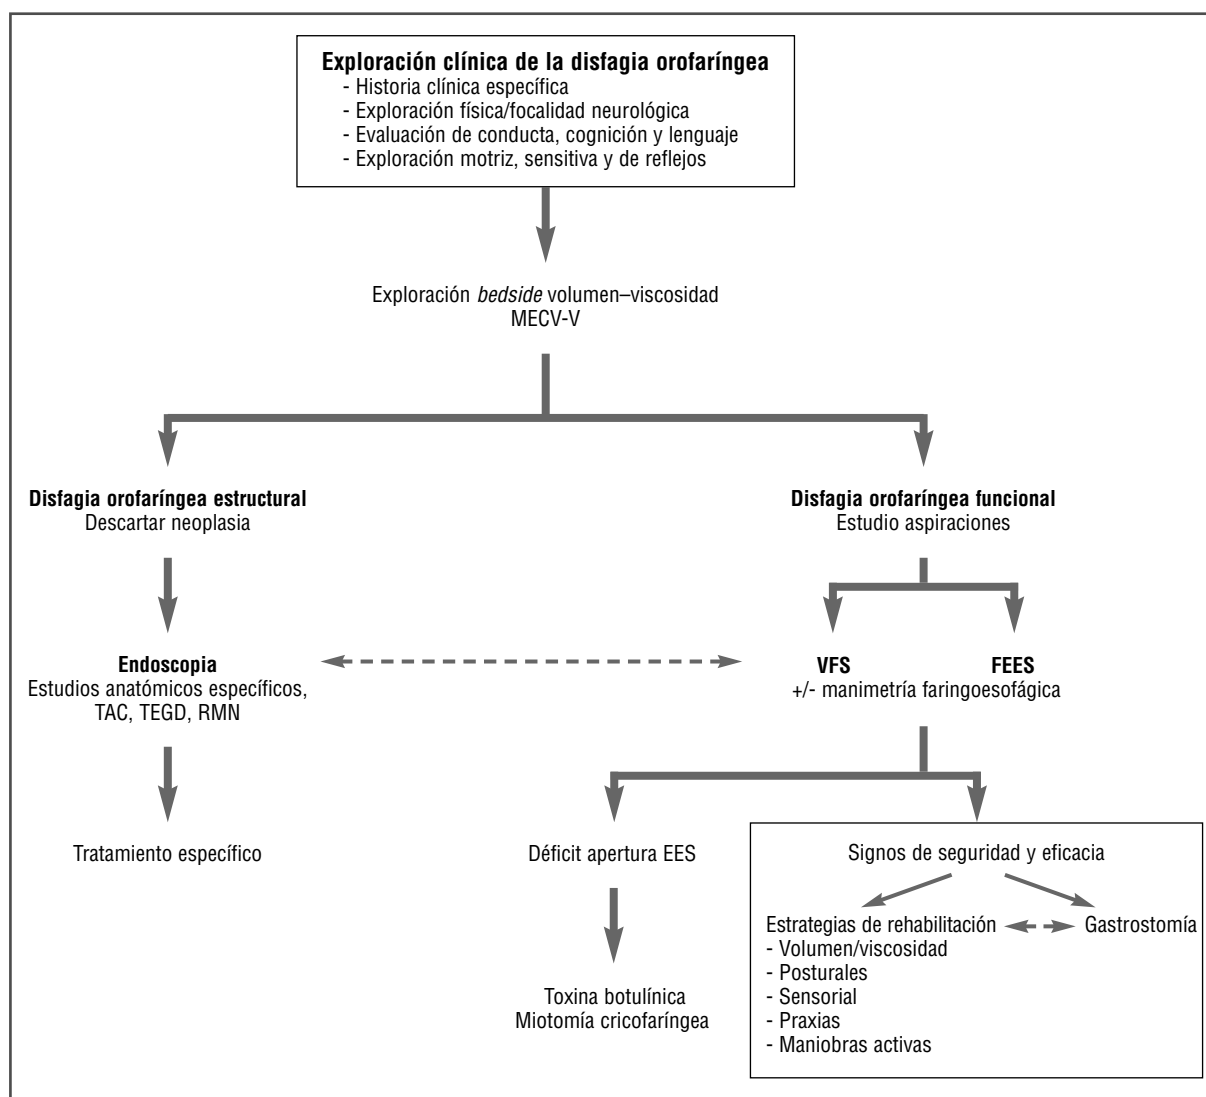 Exploración clínica de la disfagia orofaríngea
- Historia clínica específica
- Exploración física/focalidad neurológica
- Evaluación de conducta, cognición y lenguaje
- Exploración motriz, sensitiva y de reflejos
Exploración bedside volumen–viscosidad
MECV-V
Disfagia orofaríngea estructural
Descartar neoplasia
Disfagia orofaríngea funcional
Estudio aspiraciones
Endoscopia
Estudios anatómicos específicos,
TAC, TEGD, RMN
VFS
FEES
+/- manimetría faringoesofágica
Tratamiento específico
Déficit apertura EES
Toxina botulínica
Miotomía cricofaríngea
Signos de seguridad y eficacia
Estrategias de rehabilitación
Gastrostomía
- Volumen/viscosidad
- Posturales
- Sensorial
- Praxias
- Maniobras activas